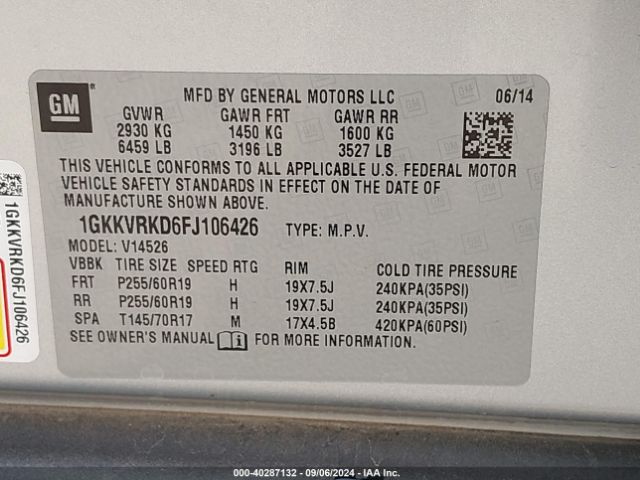 GM
MFD BY GENERAL MOTORS LLC 06/14
GVWR GAWR FRT GAWR RR
2930 KG 1450 KG 1600 KG
6459 LB 3196 LB 3527 LB
THIS VEHICLE CONFORMS TO ALL APPLICABLE U.S. FEDERAL MOTOR
VEHICLE SAFETY STANDARDS IN EFFECT ON THE DATE OF
MANUFACTURE SHOWN ABOVE.
1GKKVRKD6FJ106426 TYPE: M.P.V.
MODEL: V14526
VBBK TIRE SIZE SPEED RTG RIM COLD TIRE PRESSURE
FRT P255/60R19 H 19X7.5J 240KPA(35PSI)
RR P255/60R19 H 19X7.5J 240KPA(35PSI)
SPA T145/70R17 M 17X4.5B 420KPA(60PSI)
SEE OWNER'S MANUAL FOR MORE INFORMATION.
1GKKVRKD6FJ106426
000-40287132 - 09/06/2024 - IAA Inc.